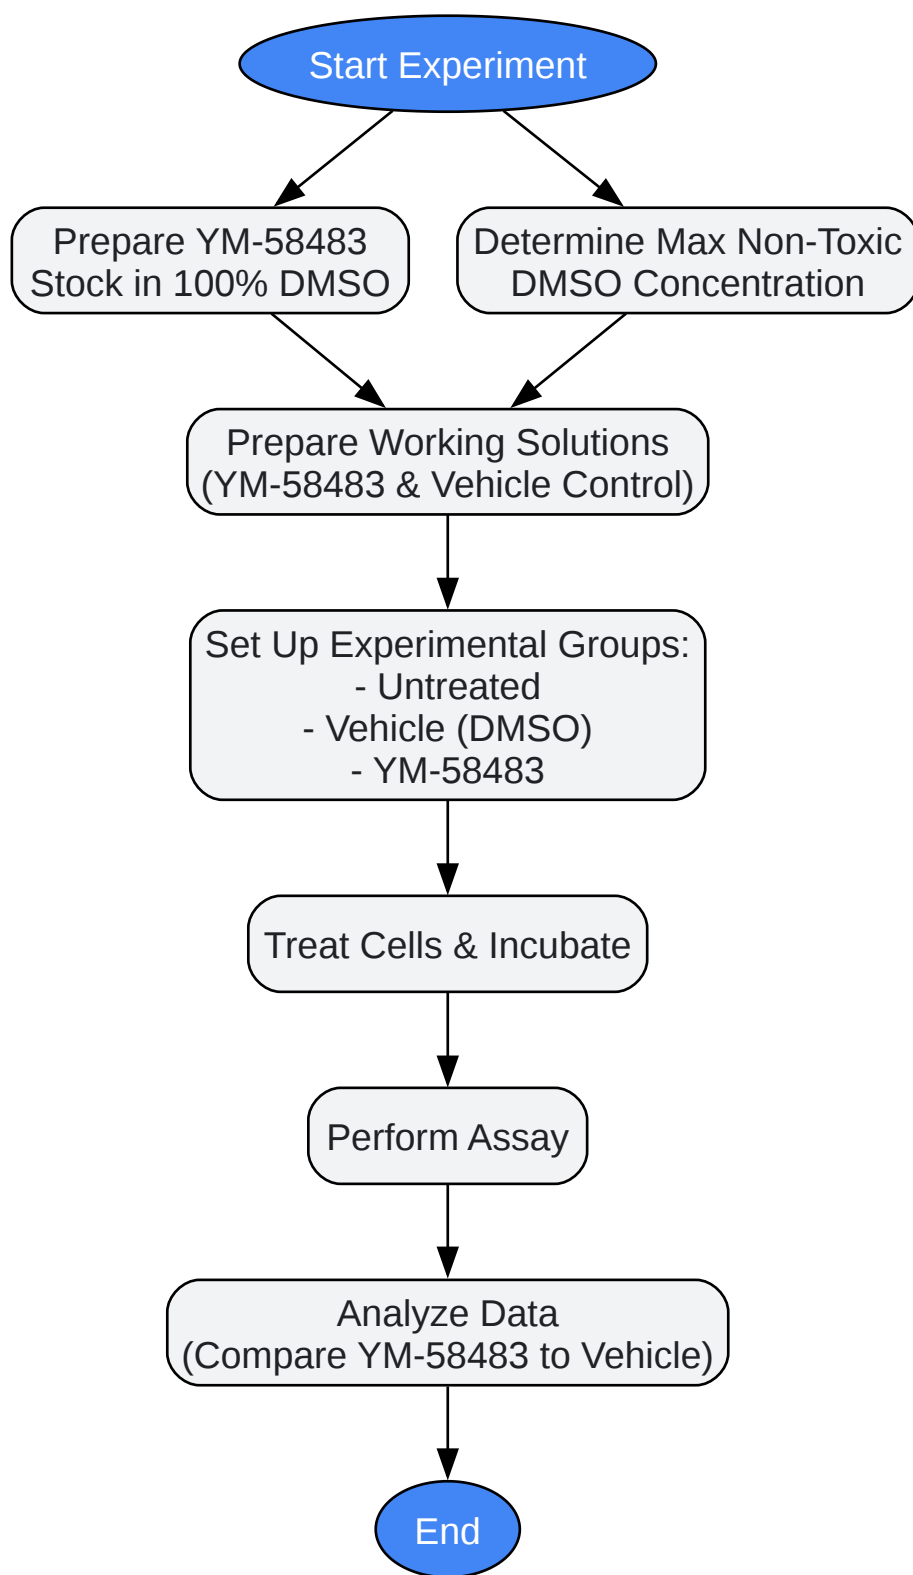 Start Experiment
Prepare YM-58483
Stock in 100% DMSO
Determine Max Non-Toxic
DMSO Concentration
Prepare Working Solutions
(YM-58483 & Vehicle Control)
Set Up Experimental Groups:
- Untreated
- Vehicle (DMSO)
- YM-58483
Treat Cells & Incubate
Perform Assay
Analyze Data
(Compare YM-58483 to Vehicle)
End